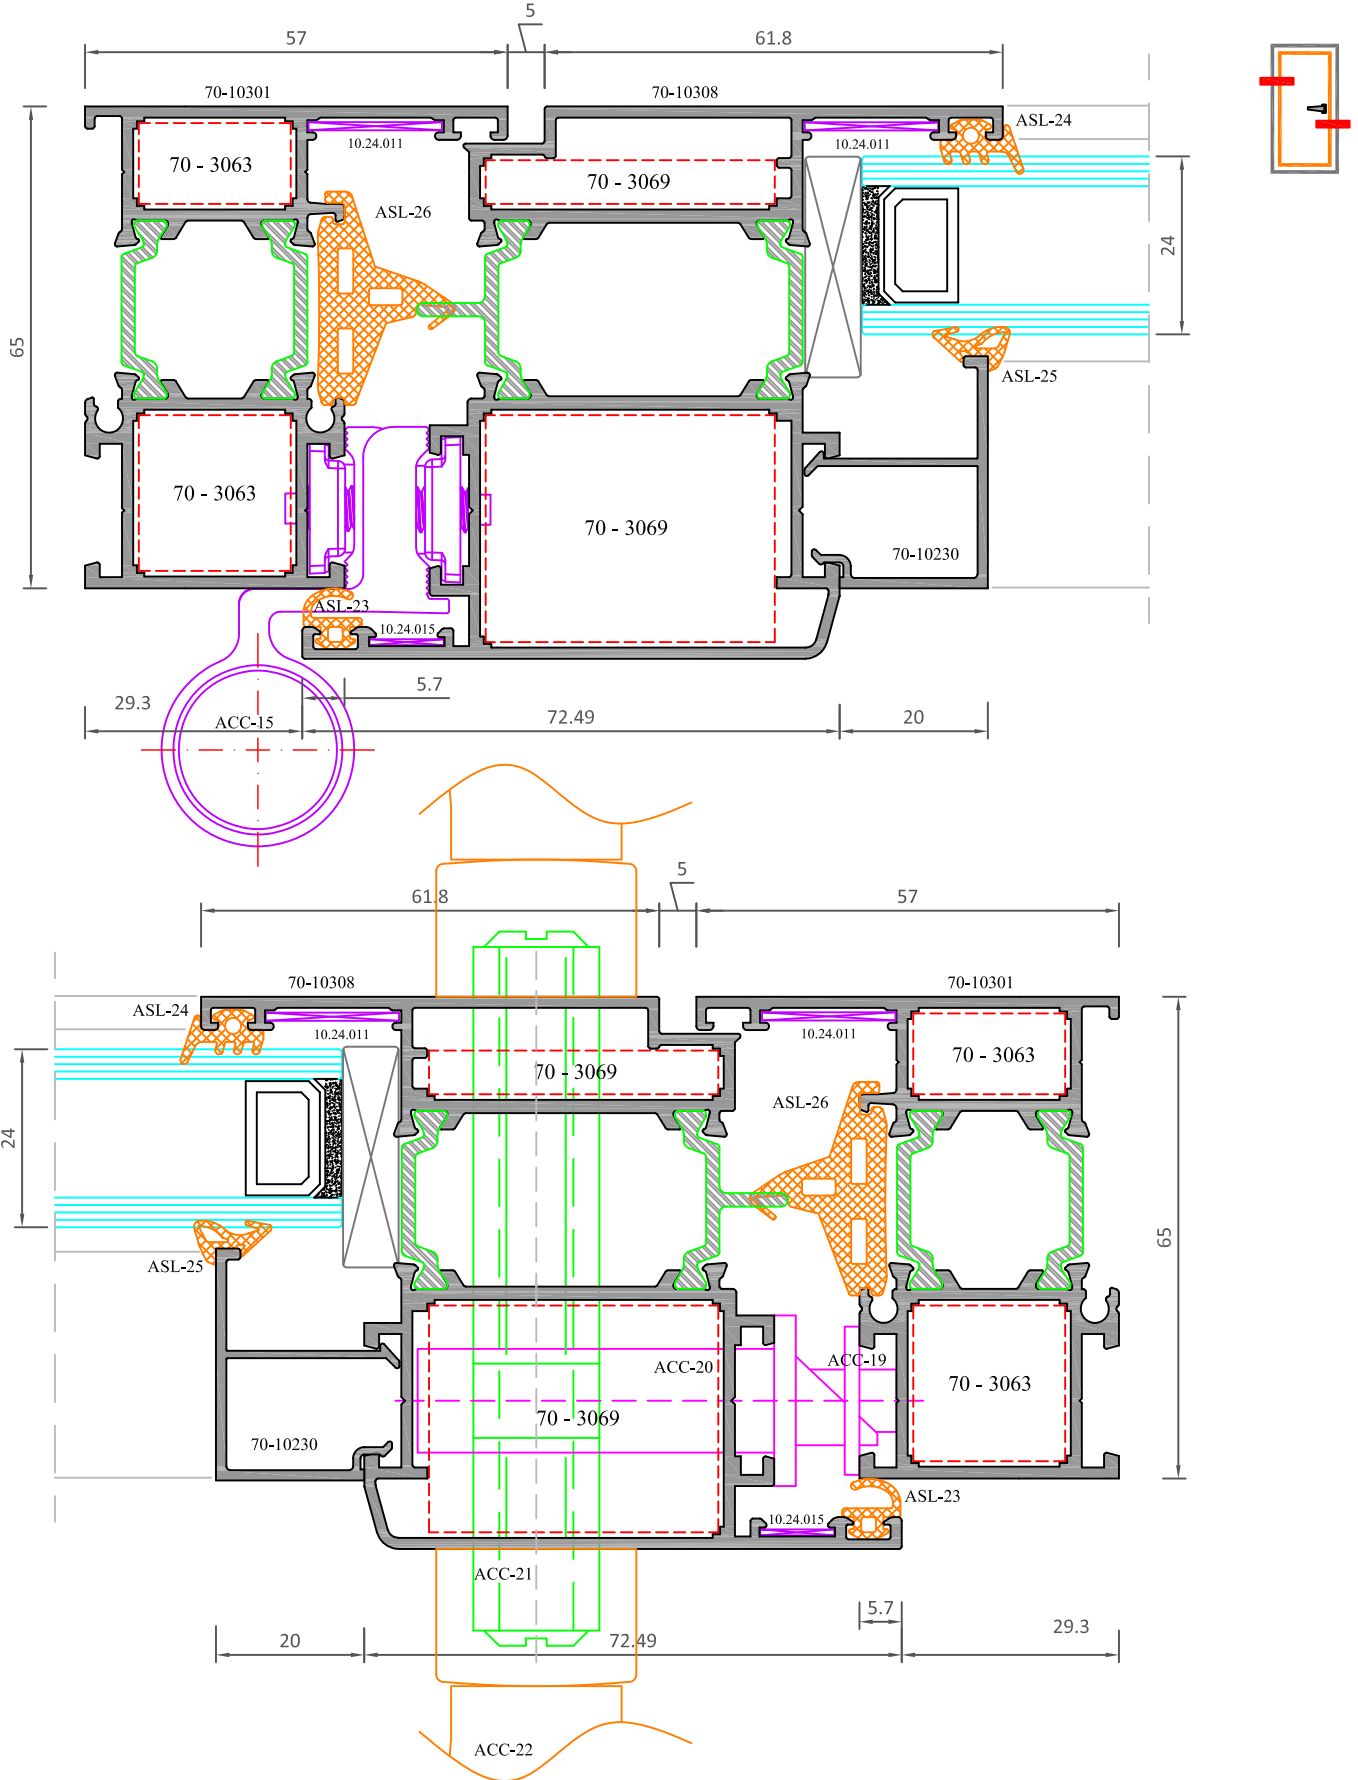 5
57
61.8
70-10301
70-10308
ASL-24
10.24.011
10.24.011
70 - 3063
70 - 3069
ASL-26
24
65
ASL-25
70 - 3063
70 - 3069
70-10230
ASL-23
10.24.015
29.3
5.7
ACC-15
72.49
20
5
61.8
57
70-10308
70-10301
ASL-24
10.24.011
10.24.011
70 - 3069
70 - 3063
ASL-26
24
65
ASL-25
ACC-20
ACC-19
70 - 3063
70 - 3069
70-10230
ASL-23
10.24.015
ACC-21
5.7
20
72.49
29.3
ACC-22